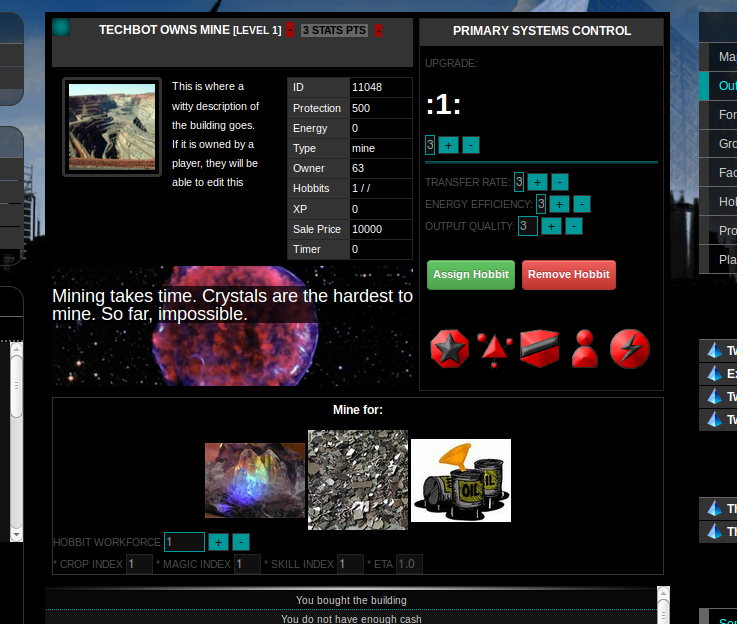 TECHBOT OWNS MINE [LEVEL 1] - 3 STATS PTS -
This is where a
witty description of
the building goes.
If it is owned by a
player, they will be
able to edit this
ID 11048
Protection 500
Energy 0
Type mine
Owner 63
Hobbits 1 / /
XP 0
Sale Price 10000
Timer 0
Mining takes time. Crystals are the hardest to
mine. So far, impossible.
PRIMARY SYSTEMS CONTROL
UPGRADE:
:1:
3 + -
TRANSFER RATE: 3 + -
ENERGY EFFICIENCY: 3 + -
OUTPUT QUALITY: 3 + -
Assign Hobbit Remove Hobbit
Mine for:
OIL
HOBBIT WORKFORCE 1 + -
* CROP INDEX 1 * MAGIC INDEX 1 * SKILL INDEX 1 * ETA 1.0
You bought the building
You do not have enough cash
Ma
Out
For
Gro
Fac
Hol
Pro
Pla
Tw
Ex
Tw
Tw
Th
Th